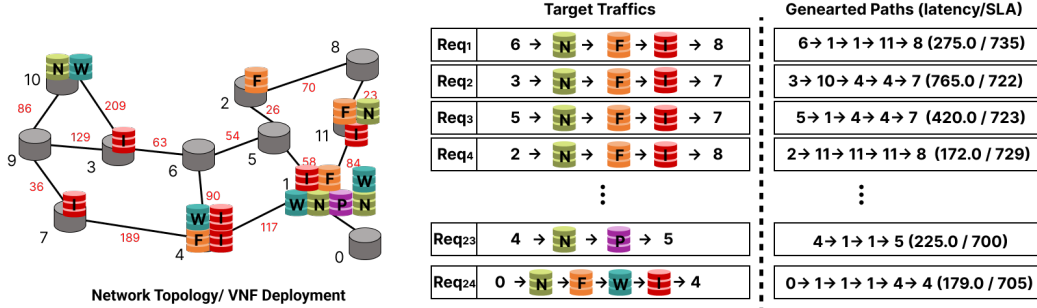 Target Traffics
Genearted Paths (latency/SLA)
Req1 6 → N → F → I → 8
6→ 1→ 1→ 11→ 8 (275.0 / 735)
Req2 3 → N → F → I → 7
3→ 10→ 4→ 4→ 7 (765.0 / 722)
Req3 5 → N → F → I → 7
5→ 1→ 4→ 4→ 7 (420.0 / 723)
Req4 2 → N → F → I → 8
2→ 11→ 11→ 11→ 8 (172.0 / 729)
Req23 4 → N → P → 5
4→ 1→ 1→ 5 (225.0 / 700)
Req24 0 → N → F → W → I → 4
0→ 1→ 1→ 1→ 4→ 4 (179.0 / 705)
8
N W
10
F
2
70
23
F N
86
209
26
11
I
129
I
63
54
9
3
6
5
58
84
36
1
I F
W
I
90
W N P N
7
W I
117
189
F I
4
0
Network Topology/ VNF Deployment